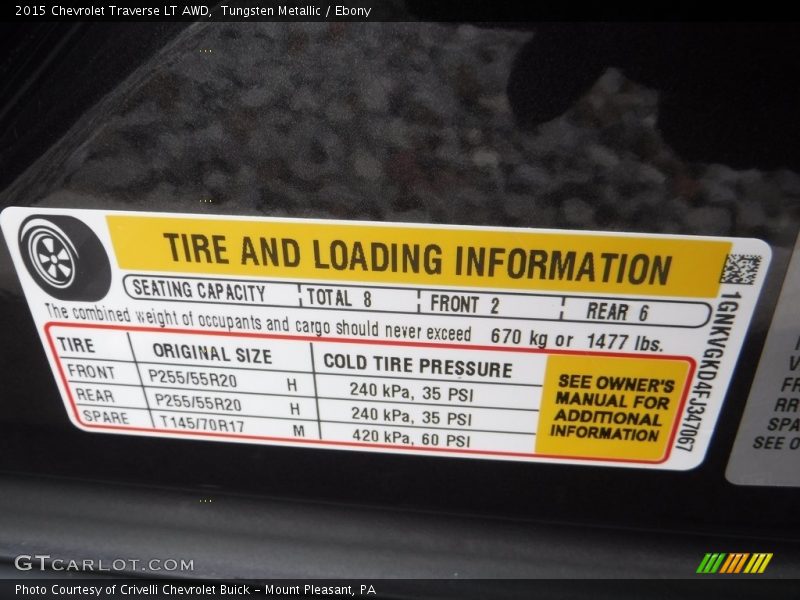 2015 Chevrolet Traverse LT AWD, Tungsten Metallic / Ebony
TIRE AND LOADING INFORMATION
SEATING CAPACITY TOTAL 8 FRONT 2 REAR 6
The combined weight of occupants and cargo should never exceed 670 kg or 1477 lbs.
TIRE ORIGINAL SIZE COLD TIRE PRESSURE
FRONT P255/55R20 H 240 kPa, 35 PSI
REAR P255/55R20 H 240 kPa, 35 PSI
SPARE T145/70R17 M 420 kPa, 60 PSI
SEE OWNER'S
MANUAL FOR
ADDITIONAL
INFORMATION
1GNKVGKD4FJ347067
FR
RR
SPA
SEE O
GTCARLOT.COM
Photo Courtesy of Crivelli Chevrolet Buick - Mount Pleasant, PA